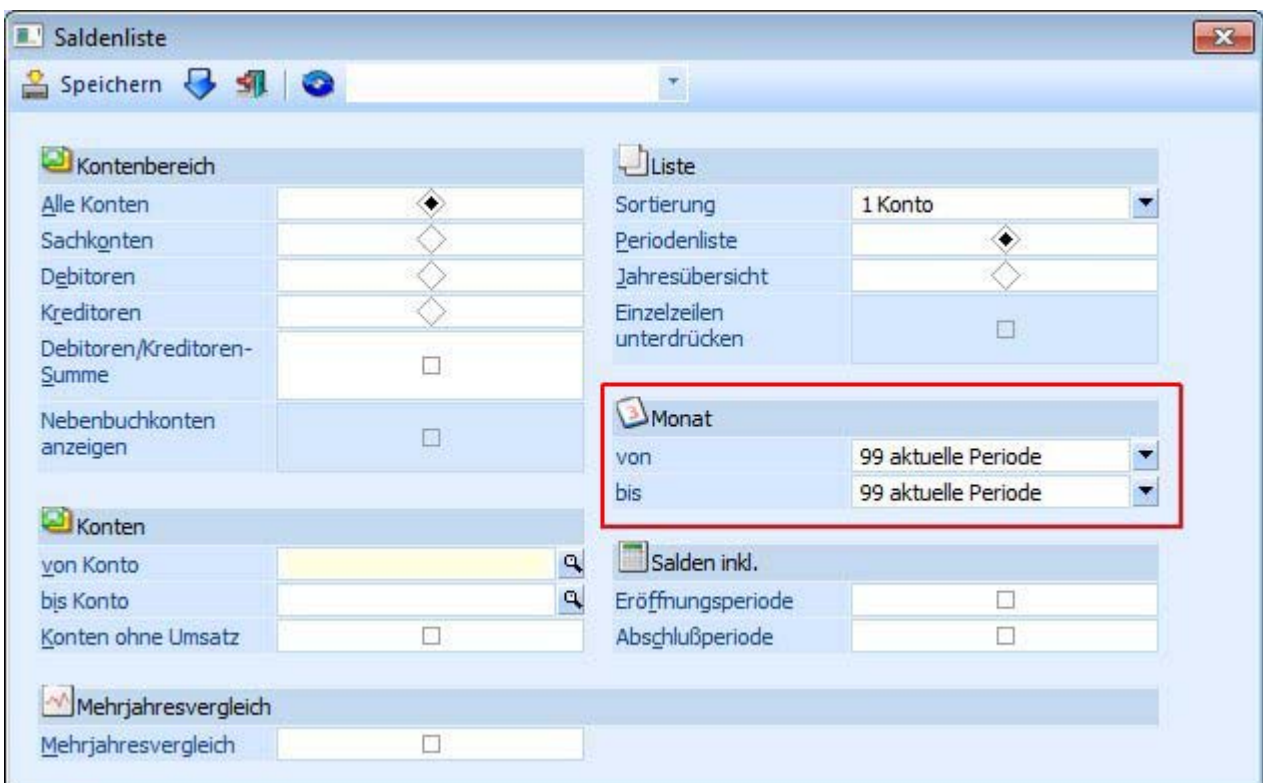 Saldenliste
Speichern
Kontenbereich
Alle Konten
Sachkonten
Debitoren
Kreditoren
Debitoren/Kreditoren-
Summe
Nebenbuchkonten
anzeigen
Konten
von Konto
bis Konto
Konten ohne Umsatz
Liste
Sortierung 1 Konto
Periodenliste
Jahresübersicht
Einzelzeilen
unterdrücken
3 Monat
von 99 aktuelle Periode
bis 99 aktuelle Periode
Salden inkl.
Eröffnungsperiode
Abschlußperiode
Mehrjahresvergleich
Mehrjahresvergleich